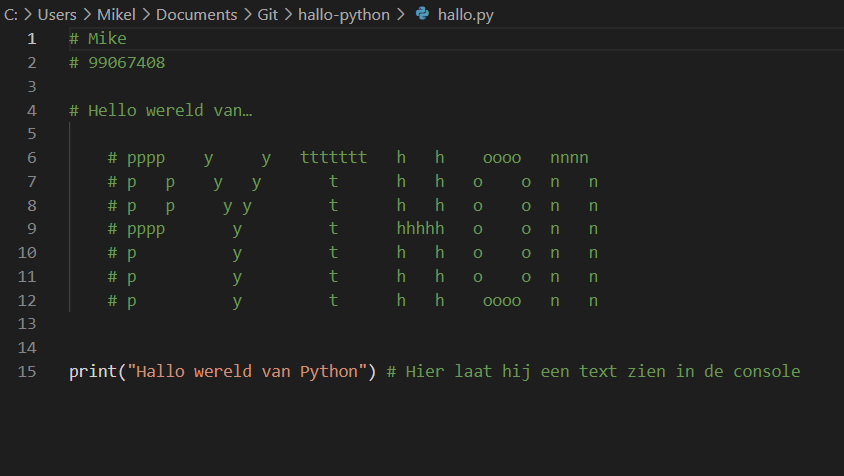 C: > Users > Mikel > Documents > Git > hallo-python > hallo.py
1 # Mike
2 # 99067408
3
4 # Hello wereld van…
5
6     # pppp    y     y   ttttttt   h   h    oooo   nnnn
7     # p   p    y   y       t      h   h   o    o  n   n
8     # p   p     y y        t      h   h   o    o  n   n
9     # pppp       y         t      hhhhh   o    o  n   n
10     # p          y         t      h   h   o    o  n   n
11     # p          y         t      h   h   o    o  n   n
12     # p          y         t      h   h    oooo   n   n
13
14
15 print("Hallo wereld van Python") # Hier laat hij een text zien in de console